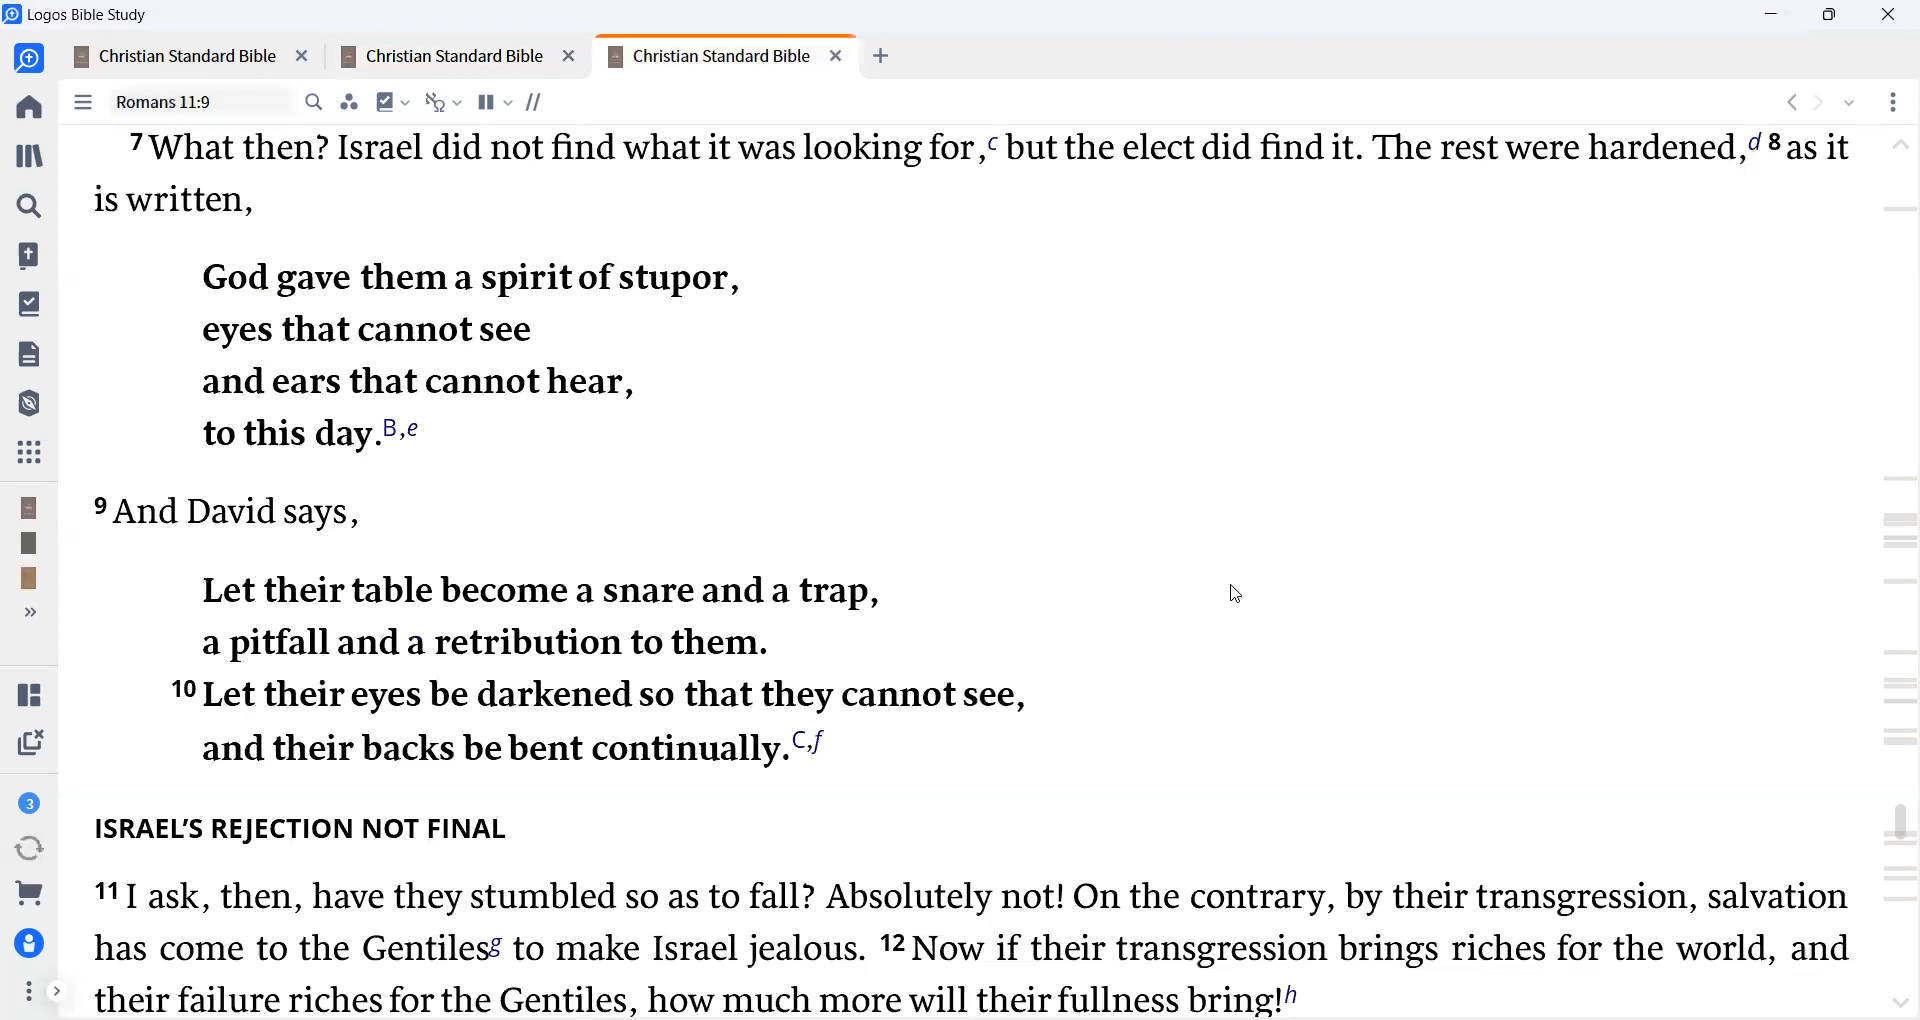 Logos Bible Study
Christian Standard Bible
Christian Standard Bible
Christian Standard Bible
Romans 11:9
7 What then? Israel did not find what it was looking for,c but the elect did find it. The rest were hardened,d 8 as it
is written,
God gave them a spirit of stupor,
eyes that cannot see
and ears that cannot hear,
to this day.B,e
9 And David says,
Let their table become a snare and a trap,
a pitfall and a retribution to them.
10 Let their eyes be darkened so that they cannot see,
and their backs be bent continually.C,f
ISRAEL’S REJECTION NOT FINAL
11 I ask, then, have they stumbled so as to fall? Absolutely not! On the contrary, by their transgression, salvation
has come to the Gentilesg to make Israel jealous. 12 Now if their transgression brings riches for the world, and
their failure riches for the Gentiles, how much more will their fullness bring!h
3